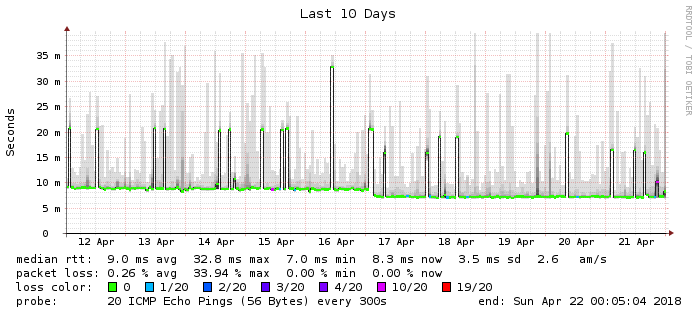 Last 10 Days
RRDTOOL / TOBI OETIKER
Seconds
35 m
30 m
25 m
20 m
15 m
10 m
5 m
0
12 Apr 13 Apr 14 Apr 15 Apr 16 Apr 17 Apr 18 Apr 19 Apr 20 Apr 21 Apr
median rtt: 9.0 ms avg 32.8 ms max 7.0 ms min 8.3 ms now 3.5 ms sd 2.6 am/s
packet loss: 0.26 % avg 33.94 % max 0.00 % min 0.00 % now
loss color: 0 1/20 2/20 3/20 4/20 10/20 19/20
probe: 20 ICMP Echo Pings (56 Bytes) every 300s end: Sun Apr 22 00:05:04 2018